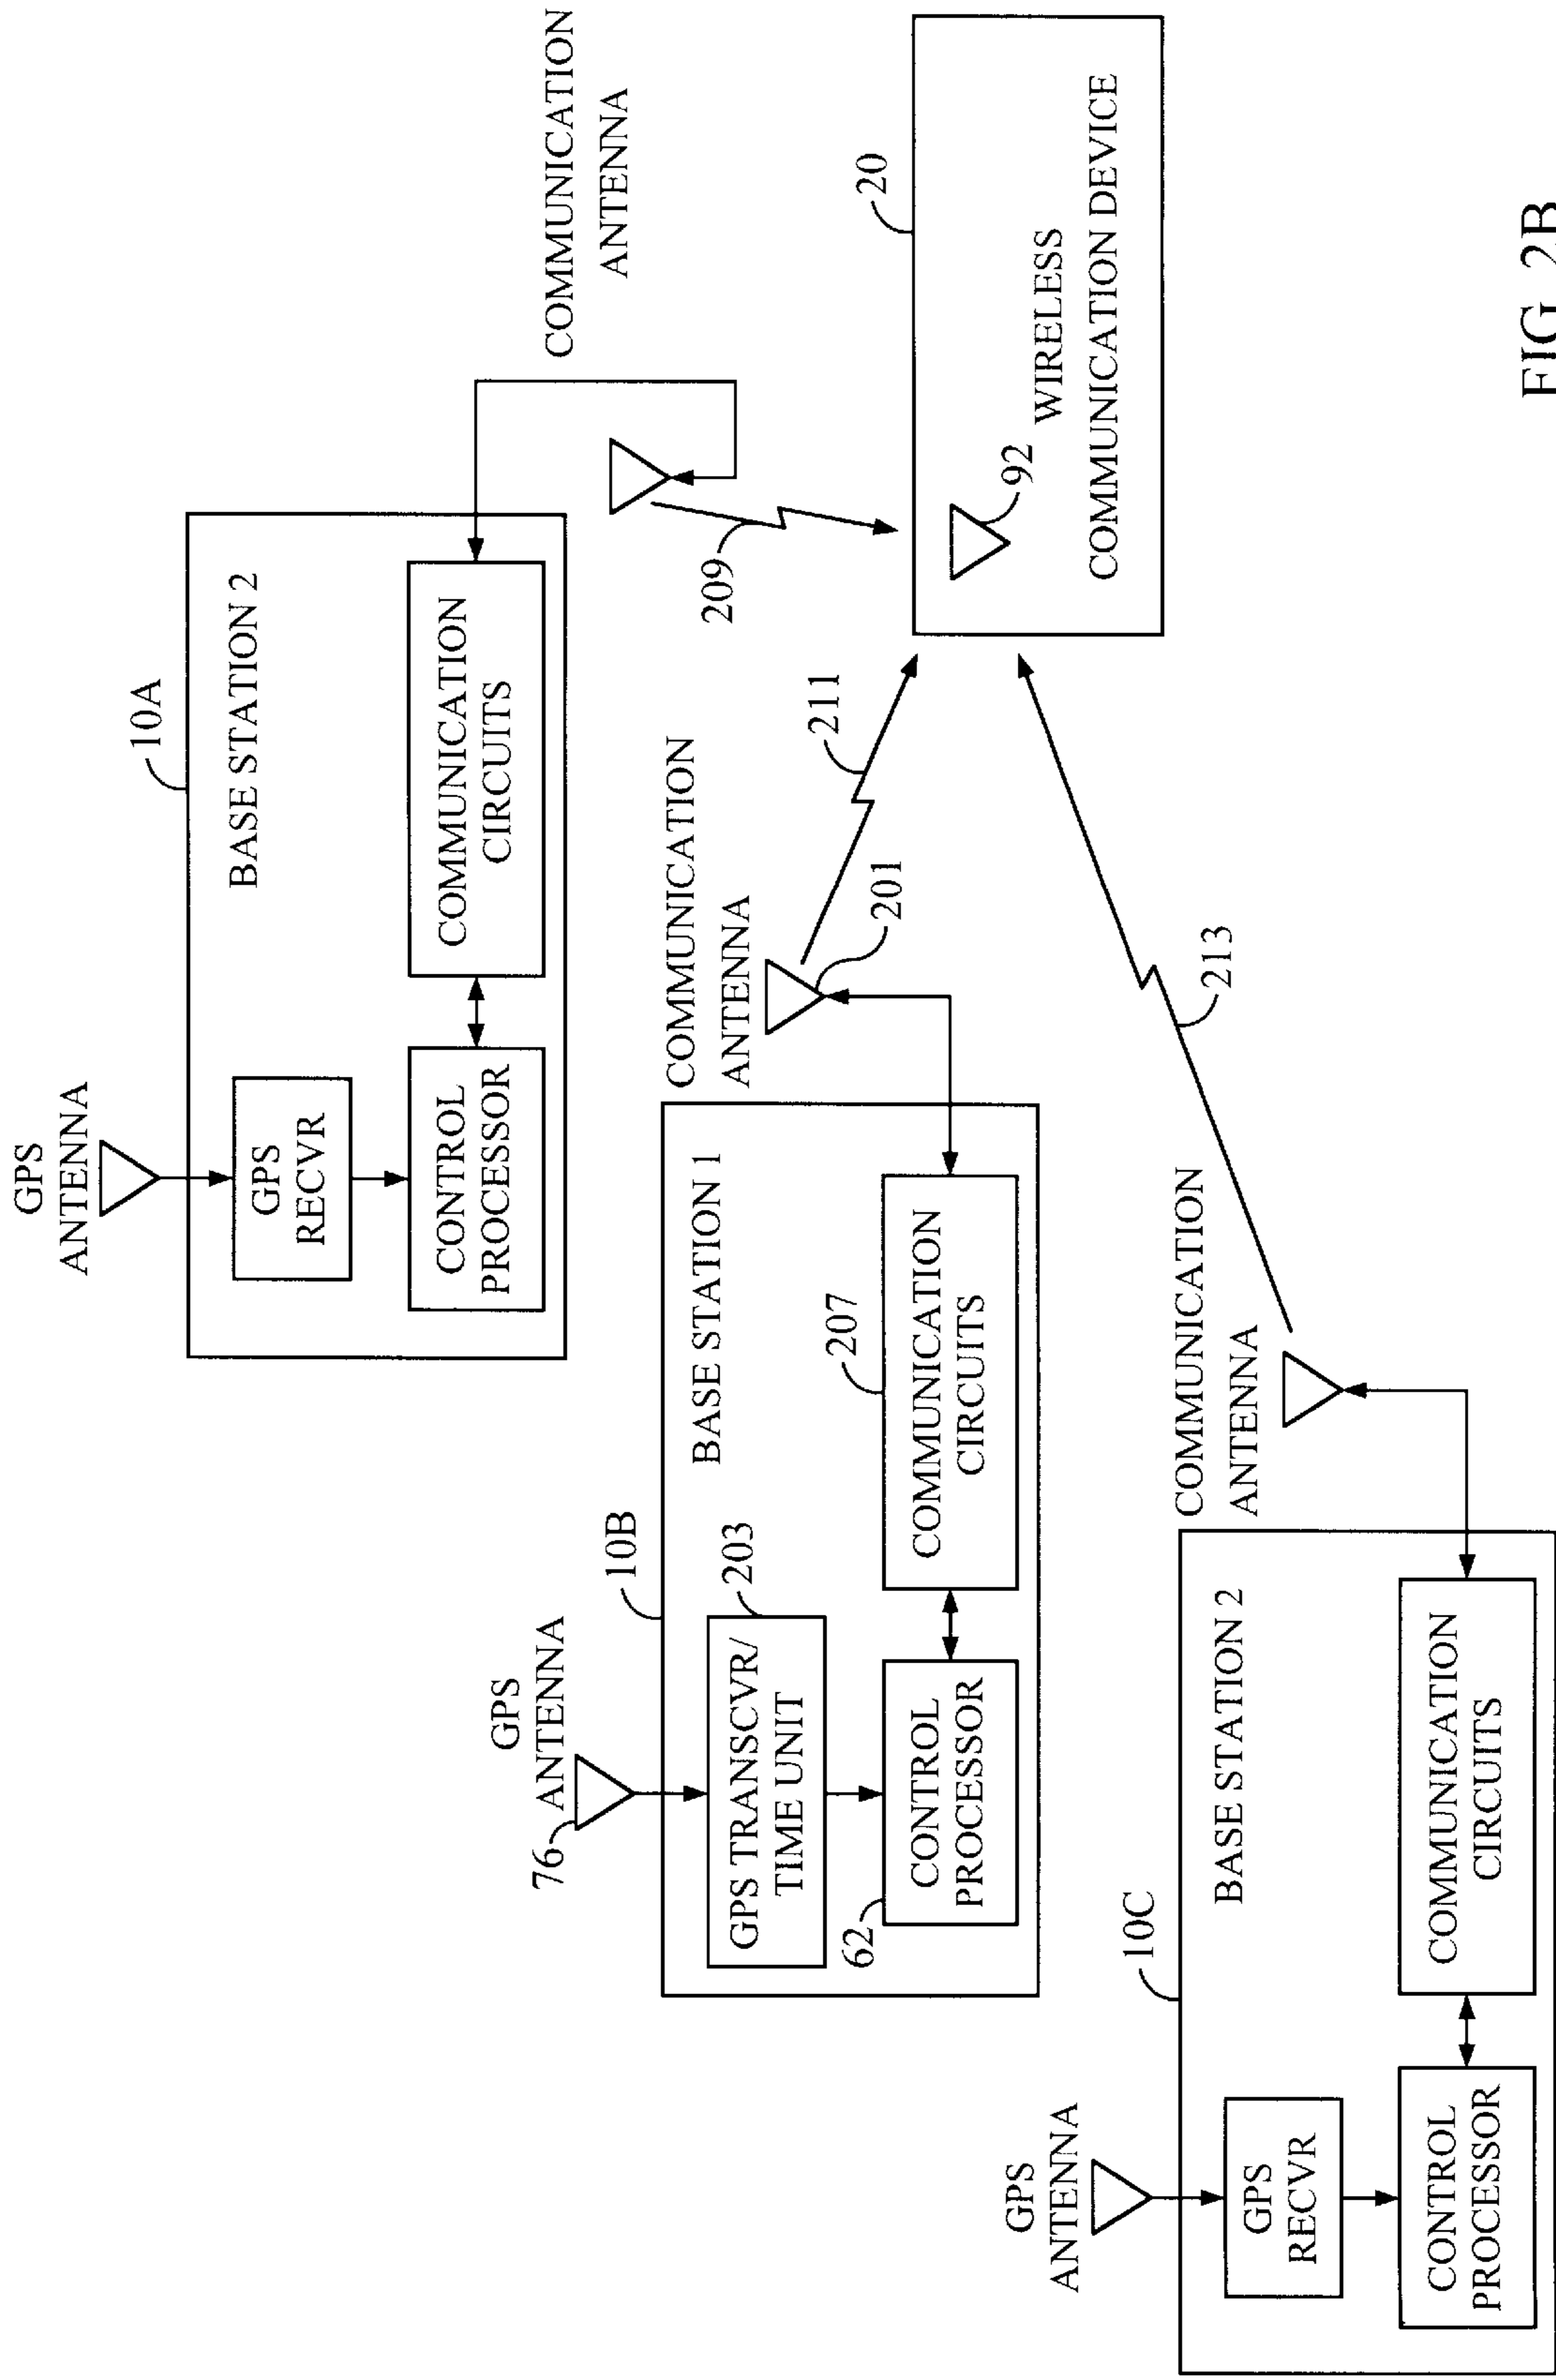 GPS
ANTENNA
10A
BASE STATION 2
GPS
RECVR
CONTROL
PROCESSOR
COMMUNICATION
CIRCUITS
COMMUNICATION
ANTENNA
209
GPS
ANTENNA
76
10B
BASE STATION 1
GPS TRANSCVR/
TIME UNIT
203
62
CONTROL
PROCESSOR
207
COMMUNICATION
CIRCUITS
COMMUNICATION
ANTENNA
201
211
20
92
WIRELESS
COMMUNICATION DEVICE
GPS
ANTENNA
10C
BASE STATION 2
GPS
RECVR
CONTROL
PROCESSOR
COMMUNICATION
CIRCUITS
COMMUNICATION
ANTENNA
213
FIG. 2B